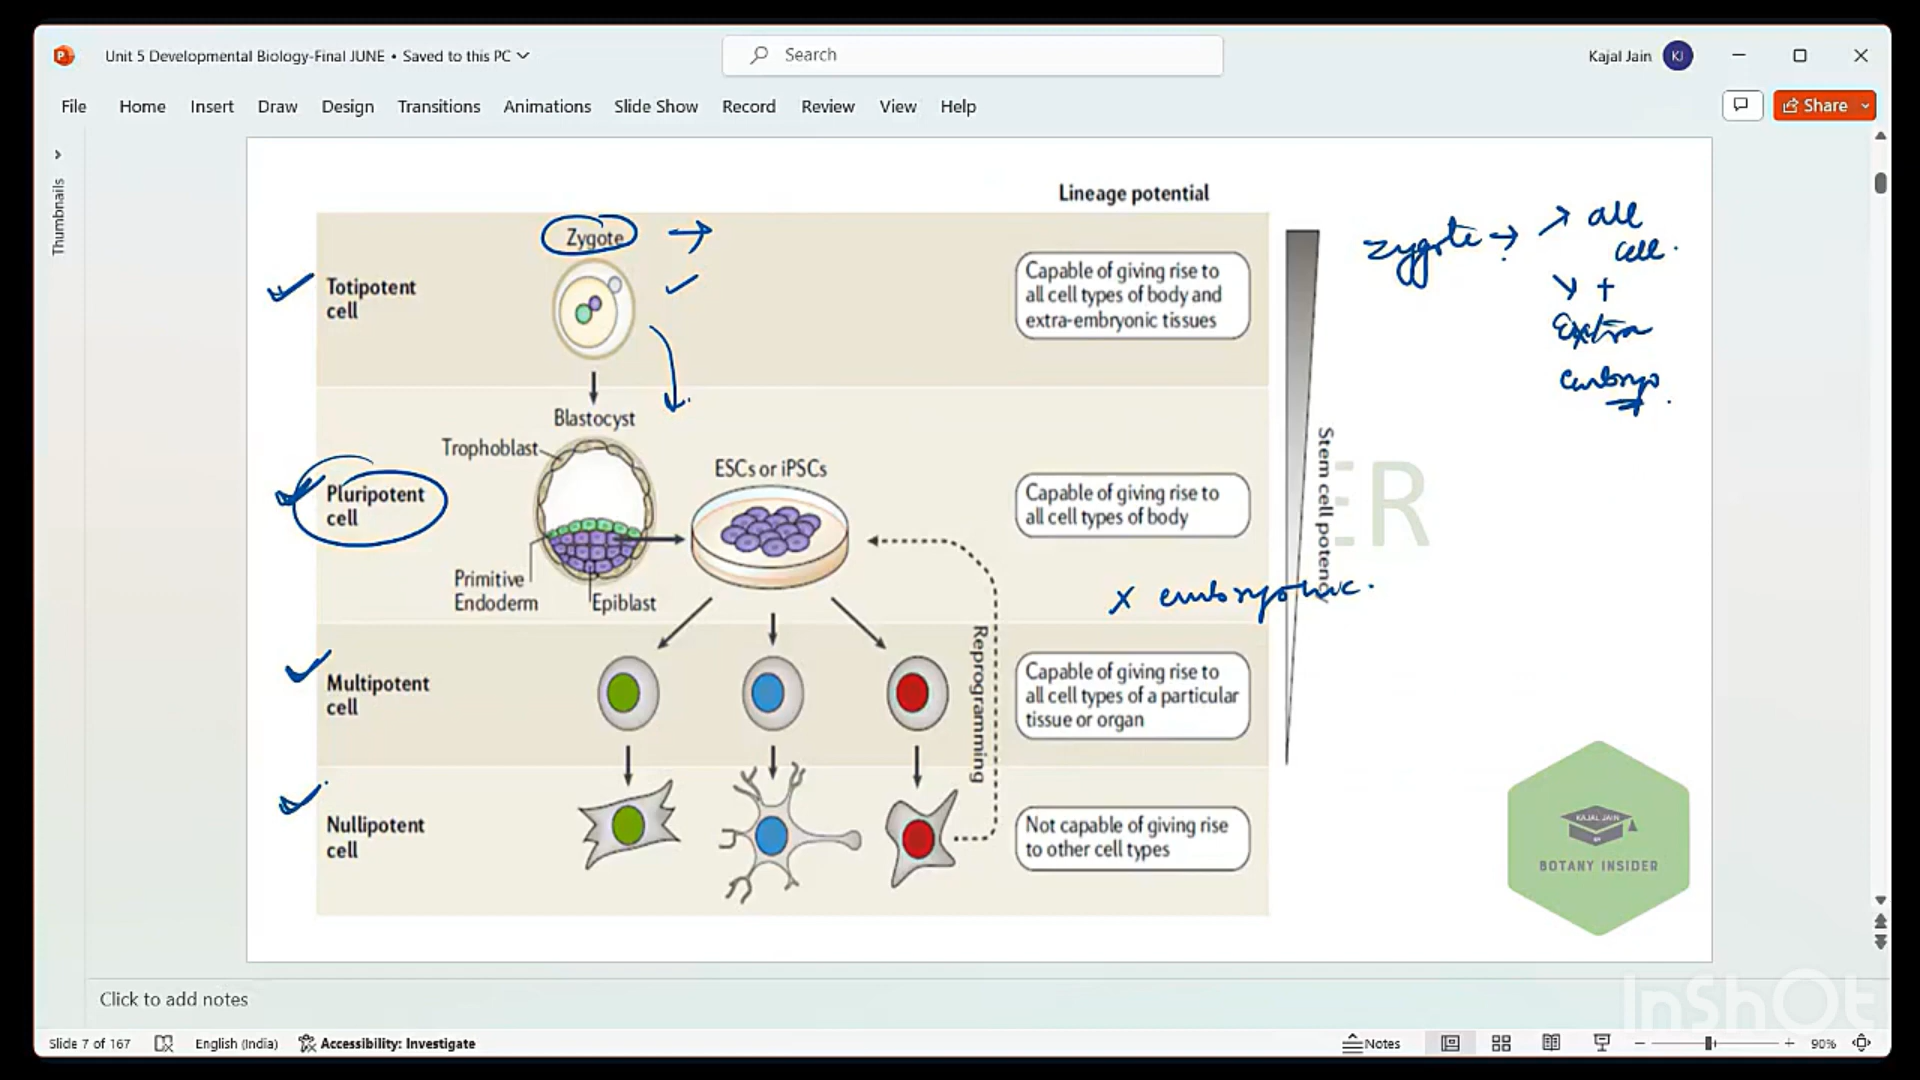 Unit 5 Developmental Biology-Final JUNE • Saved to this PC
Search
Kajal Jain
KJ
File
Home
Insert
Draw
Design
Transitions
Animations
Slide Show
Record
Review
View
Help
Share
Thumbnails
Lineage potential
Zygote
Totipotent
cell
Capable of giving rise to
all cell types of body and
extra-embryonic tissues
zygote → all
cell.
+
Extra
embryo
Blastocyst
Trophoblast
ESCs or iPSCs
Pluripotent
cell
Primitive
Endoderm
Epiblast
Capable of giving rise to
all cell types of body
x embryonic.
Stem cell potency
ER
Reprogramming
Multipotent
cell
Capable of giving rise to
all cell types of a particular
tissue or organ
Nullipotent
cell
Not capable of giving rise
to other cell types
KAJAL JAIN
BOTANY INSIDER
Click to add notes
InShOt
Slide 7 of 167
English (India)
Accessibility: Investigate
Notes
90%